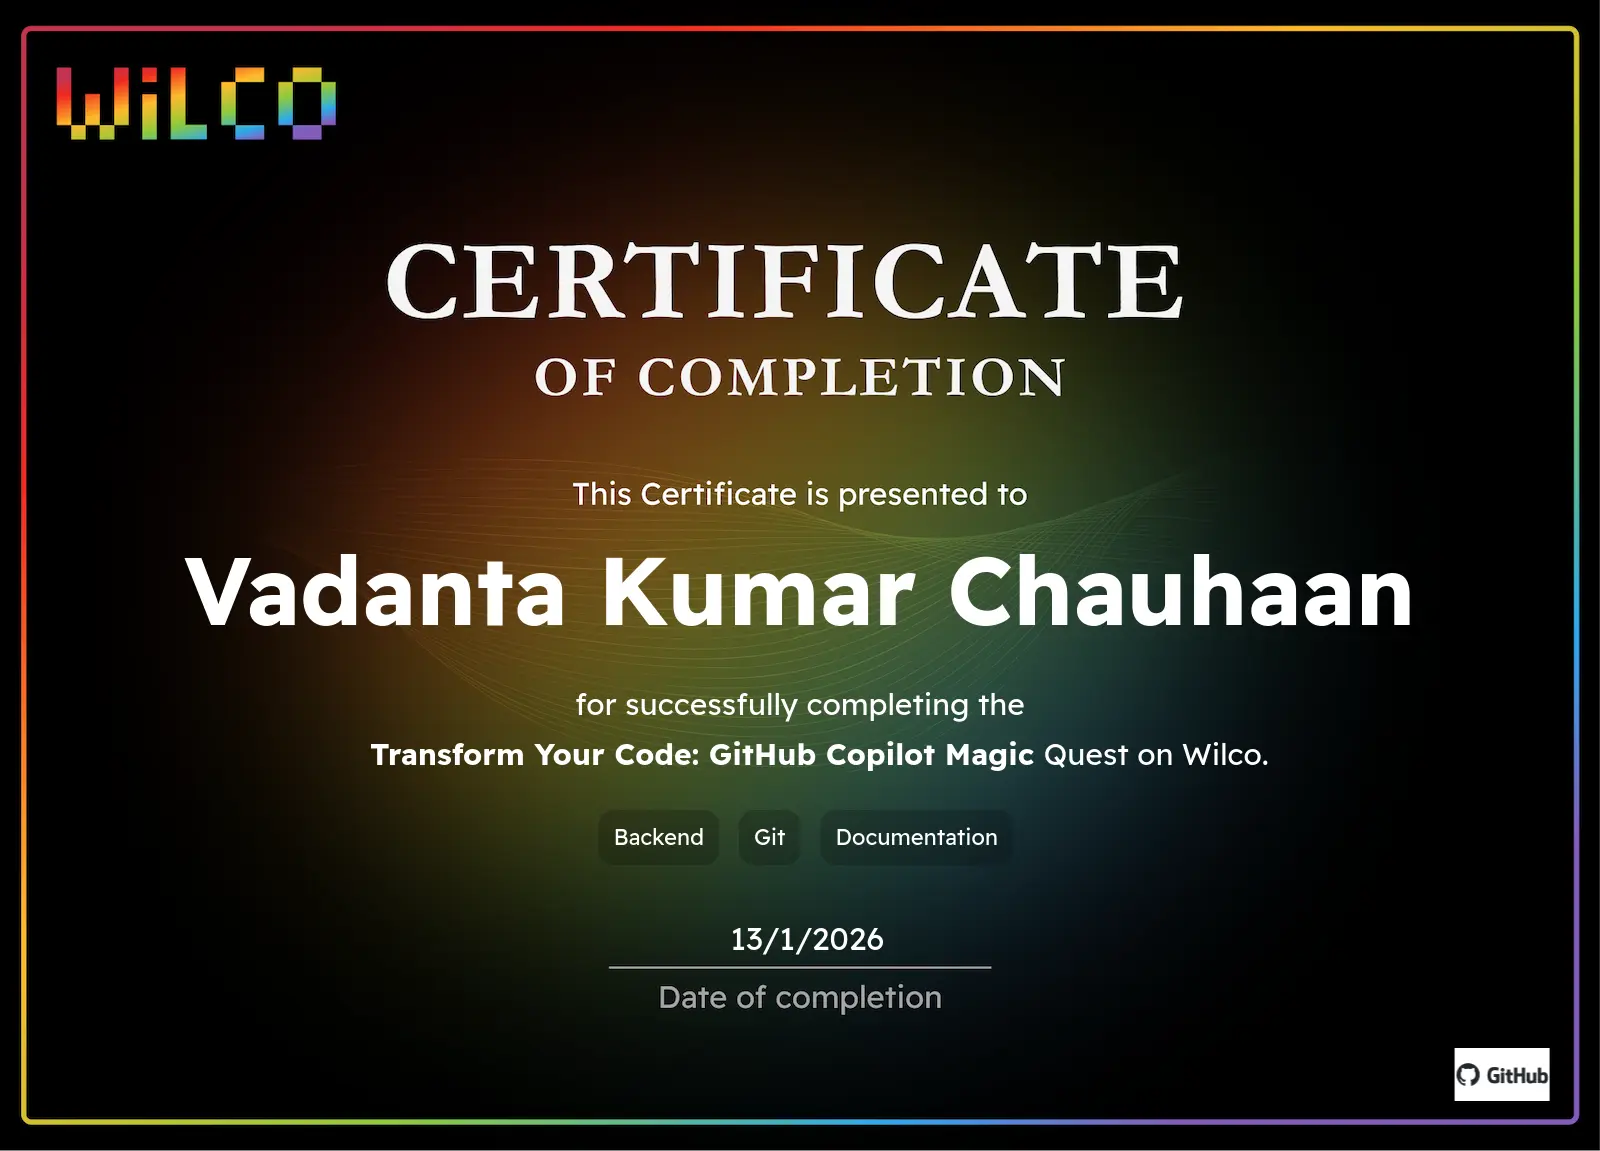 WiLCO
CERTIFICATE
OF COMPLETION
This Certificate is presented to
Vadanta Kumar Chauhaan
for successfully completing the
Transform Your Code: GitHub Copilot Magic Quest on Wilco.
Backend Git Documentation
13/1/2026
Date of completion
GitHub